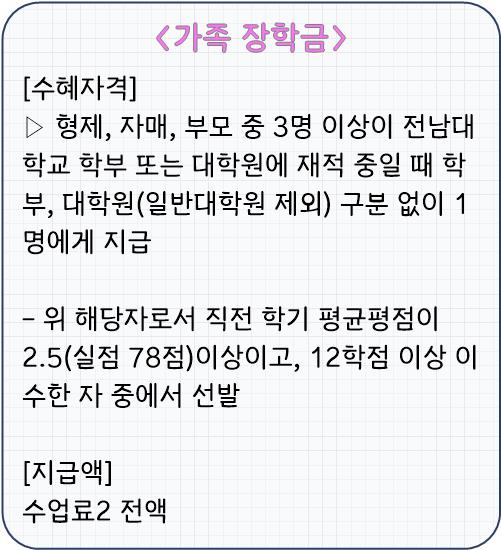 <가족 장학금>
[수혜자격]
▷ 형제, 자매, 부모 중 3명 이상이 전남대
학교 학부 또는 대학원에 재적 중일 때 학
부, 대학원(일반대학원 제외) 구분 없이 1
명에게 지급
- 위 해당자로서 직전 학기 평균평점이
2.5(실점 78점)이상이고, 12학점 이상 이
수한 자 중에서 선발
[지급액]
수업료2 전액